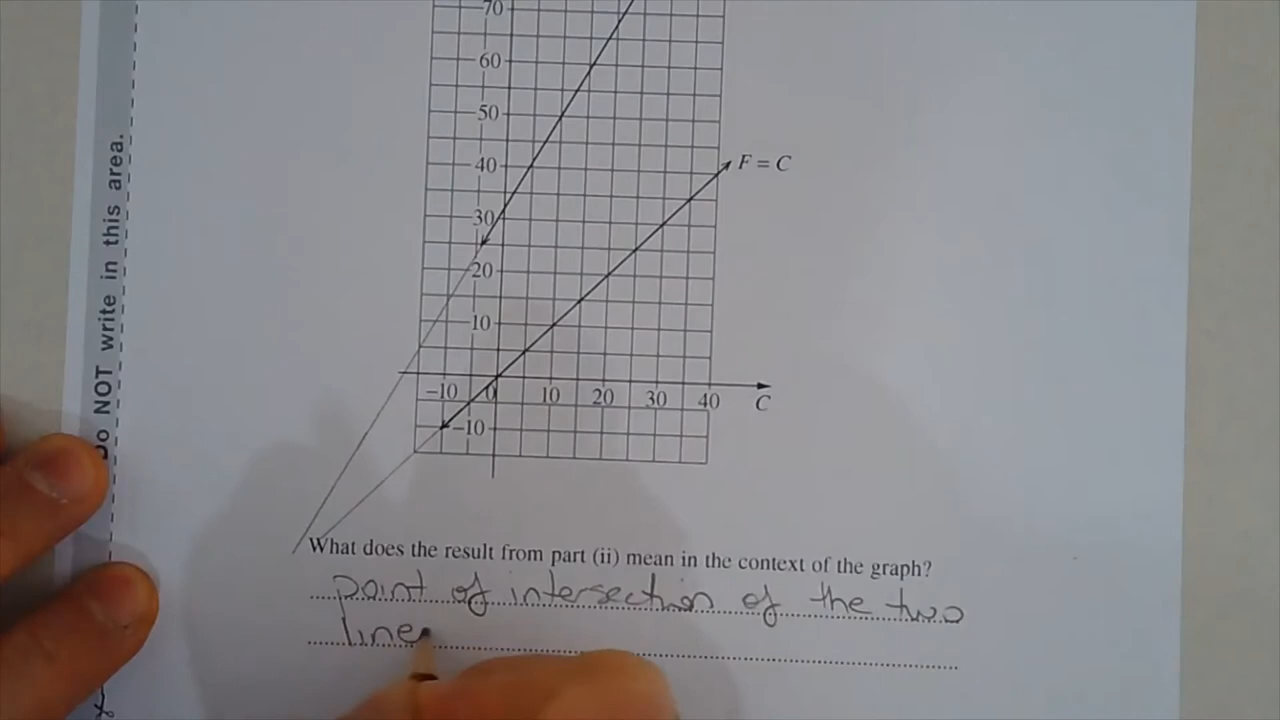 70
60
50
40
F = C
30
20
10
-10 0 10 20 30 40 C
-10
What does the result from part (ii) mean in the context of the graph?
point of intersection of the two
line
Do NOT write in this area.